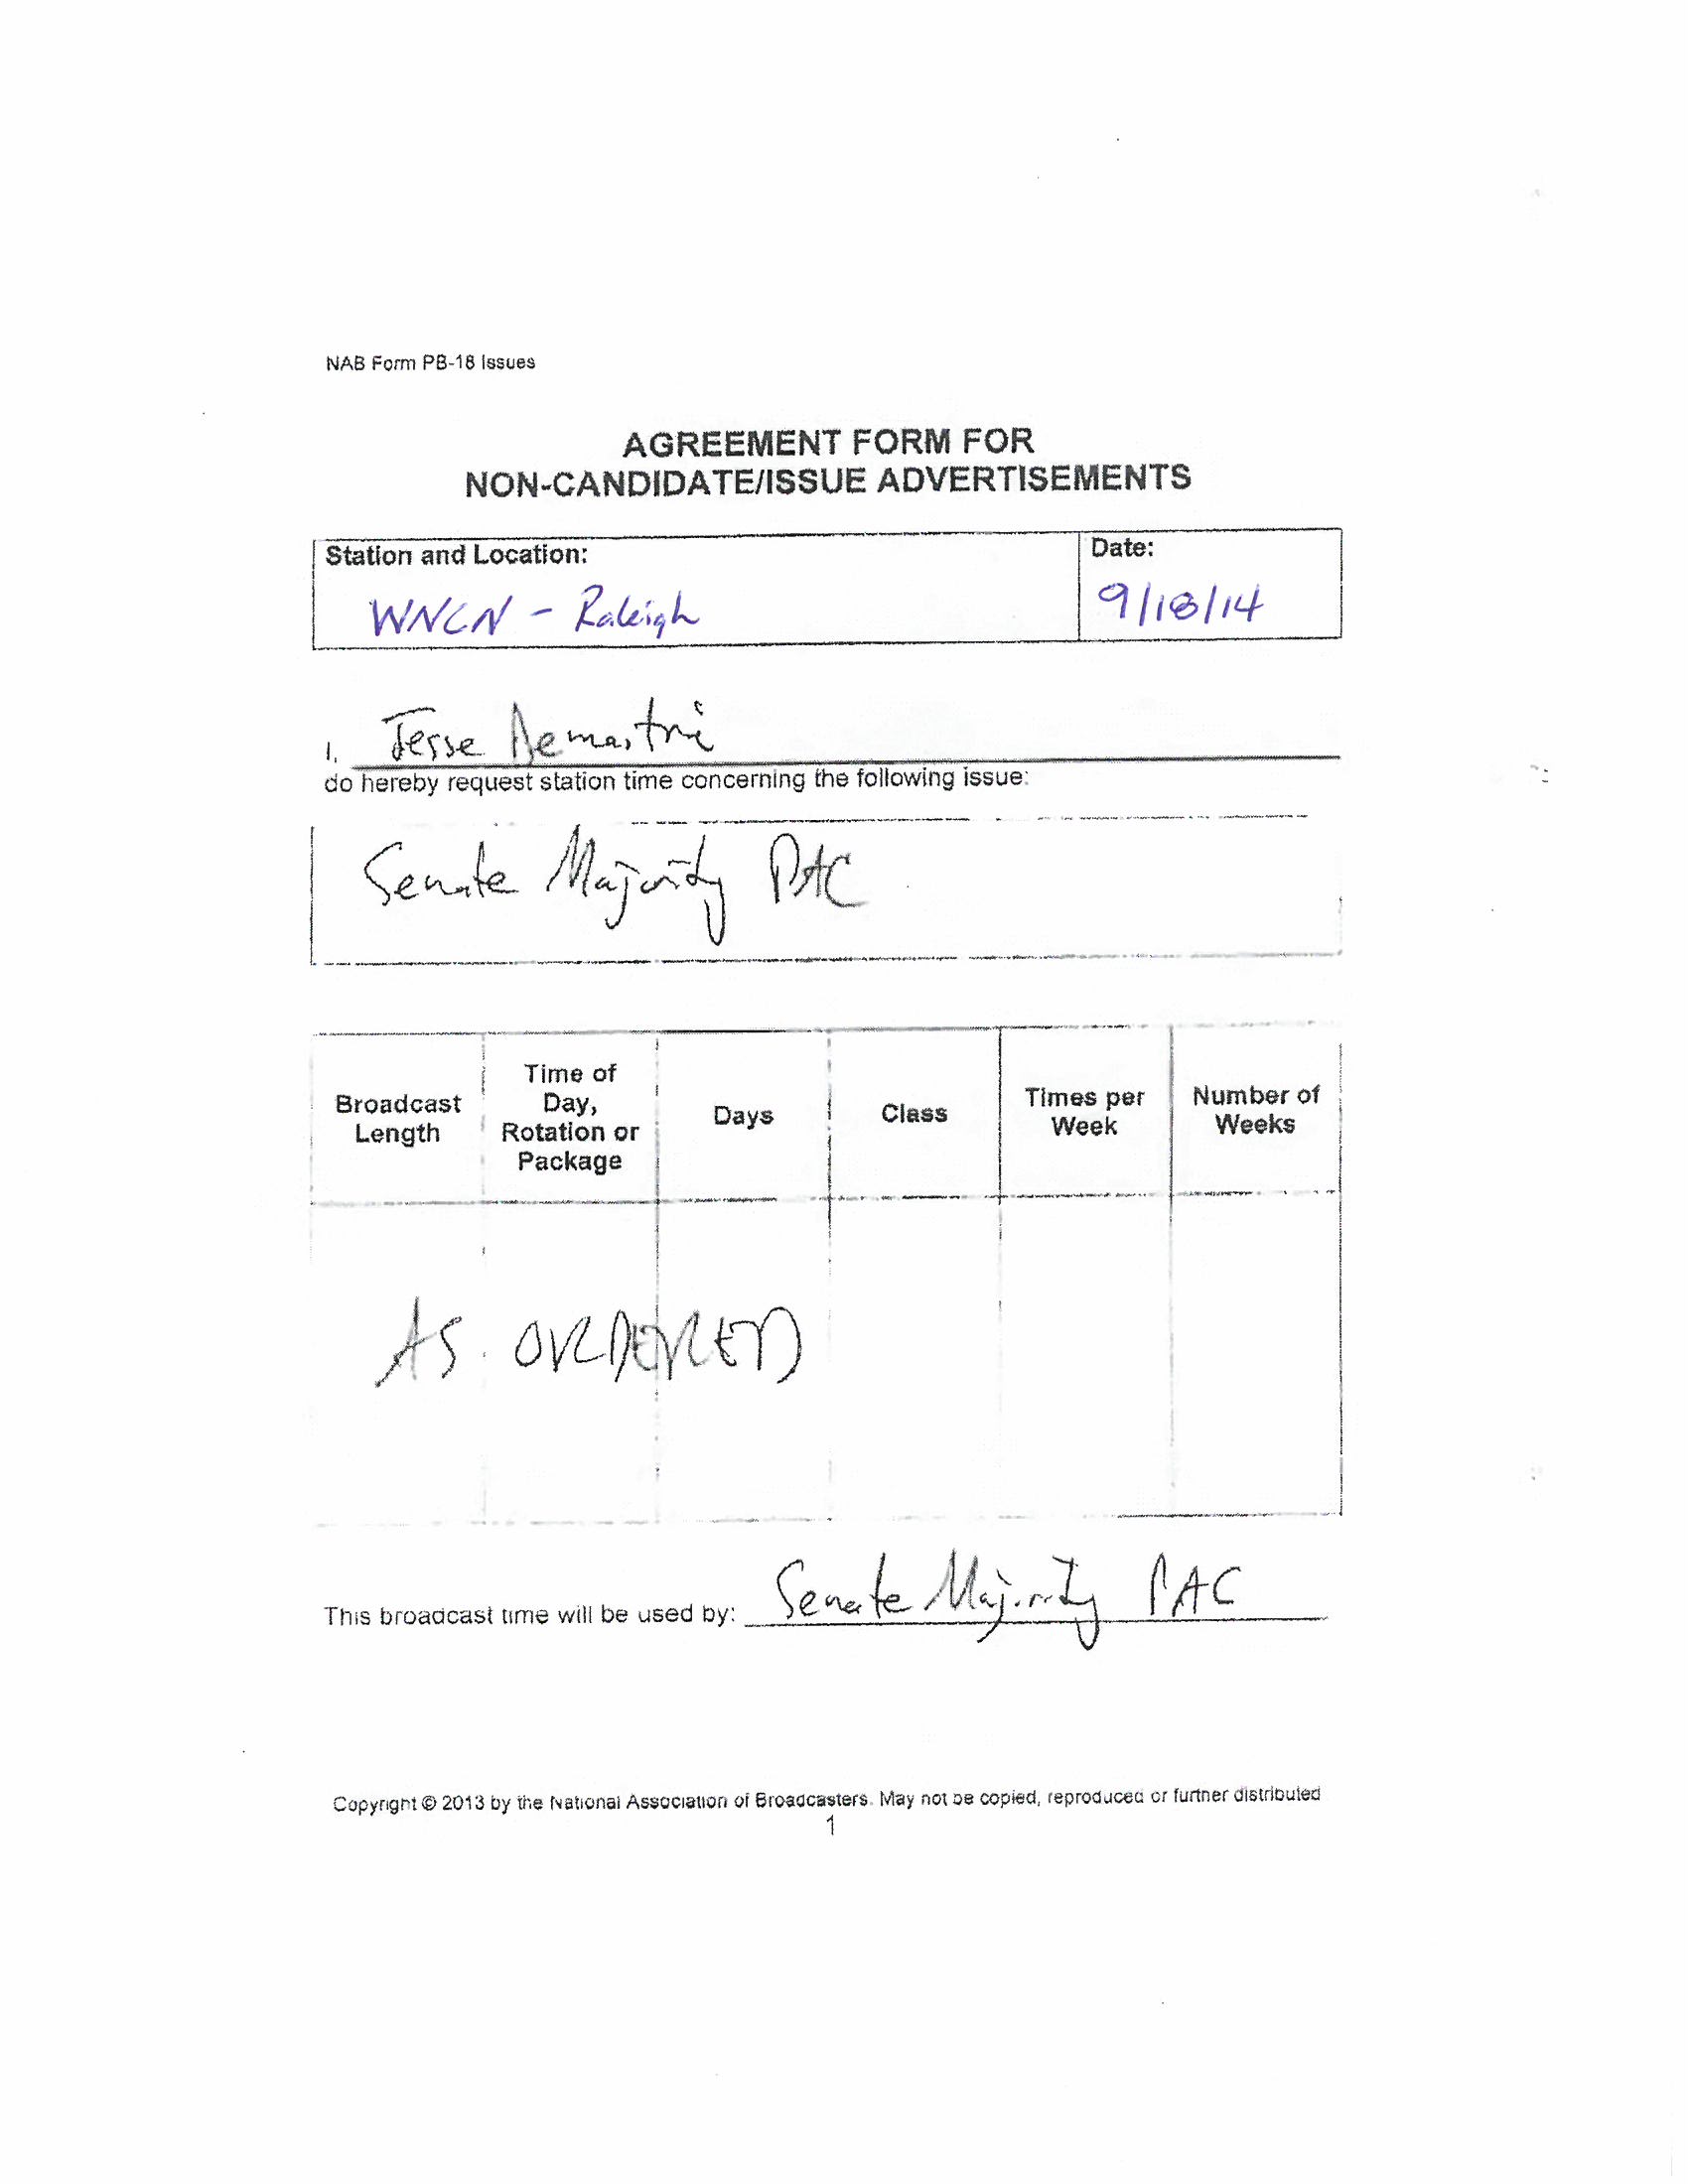 NAB Form PB-18 Issues
AGREEMENT FORM FOR
NON-CANDIDATE/ISSUE ADVERTISEMENTS
Station and Location:
Date:
WNCN - Raleigh
9/18/14
I, Jesse Demastri
do hereby request station time concerning the following issue:
Senate Majority PAC
Broadcast Length
Time of Day, Rotation or Package
Days
Class
Times per Week
Number of Weeks
AS ORDERED
This broadcast time will be used by: Senate Majority PAC
Copyright © 2013 by the National Association of Broadcasters. May not be copied, reproduced or further distributed
1